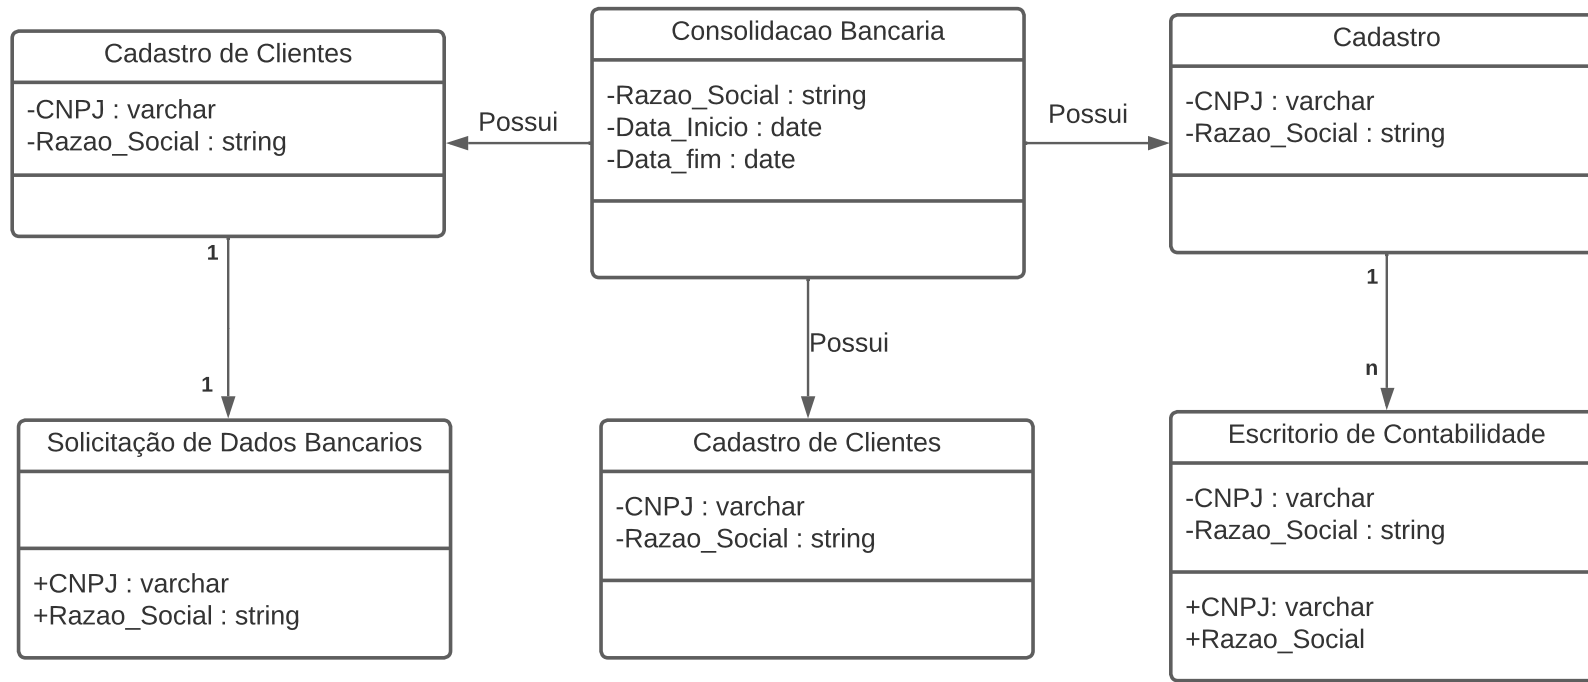 Cadastro de Clientes
-CNPJ : varchar
-Razao_Social : string
Possui
Consolidacao Bancaria
-Razao_Social : string
-Data_Inicio : date
-Data_fim : date
Possui
Cadastro
-CNPJ : varchar
-Razao_Social : string
1
1
Possui
1
n
Solicitação de Dados Bancarios
+CNPJ : varchar
+Razao_Social : string
Cadastro de Clientes
-CNPJ : varchar
-Razao_Social : string
Escritorio de Contabilidade
-CNPJ : varchar
-Razao_Social : string
+CNPJ: varchar
+Razao_Social